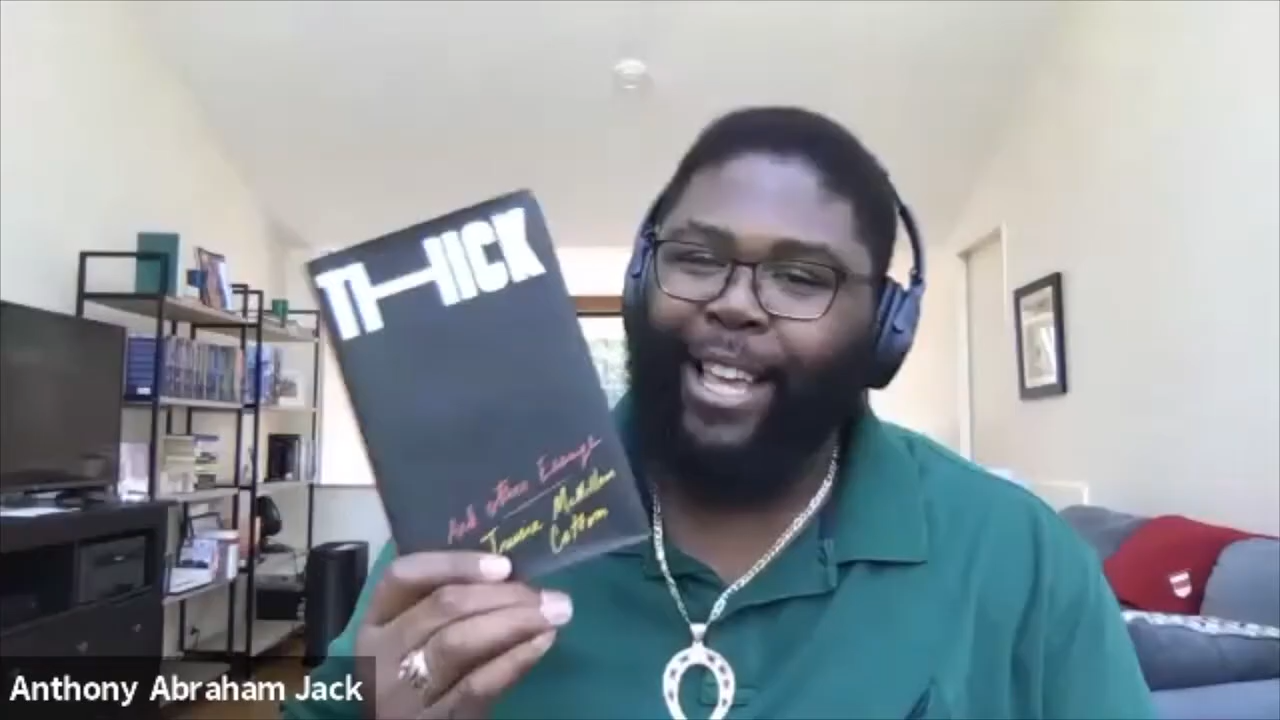 THICK
And Other Essays
Tressie McMillan
Cottom
Anthony Abraham Jack